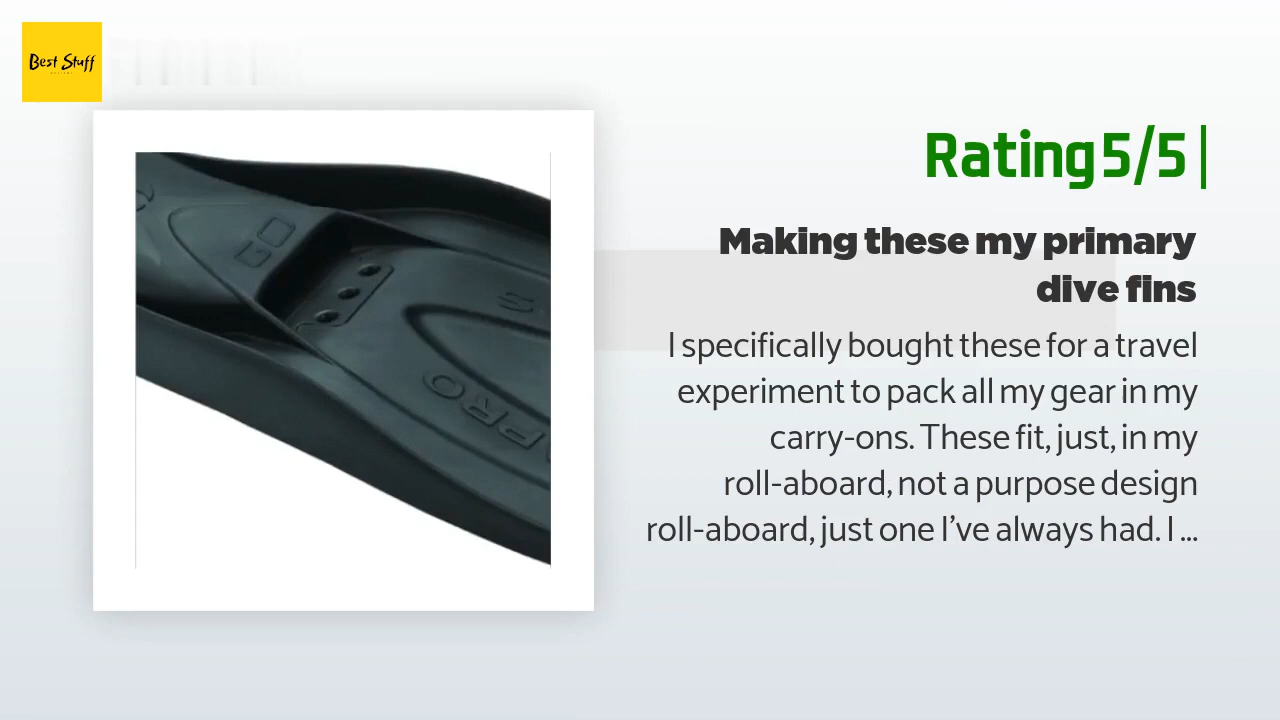 Best Stuff
Rating 5/5 |
Making these my primary
dive fins
I specifically bought these for a travel
experiment to pack all my gear in my
carry-ons. These fit, just, in my
roll-aboard, not a purpose design
roll-aboard, just one I've always had. I ...
GO
S
PRO